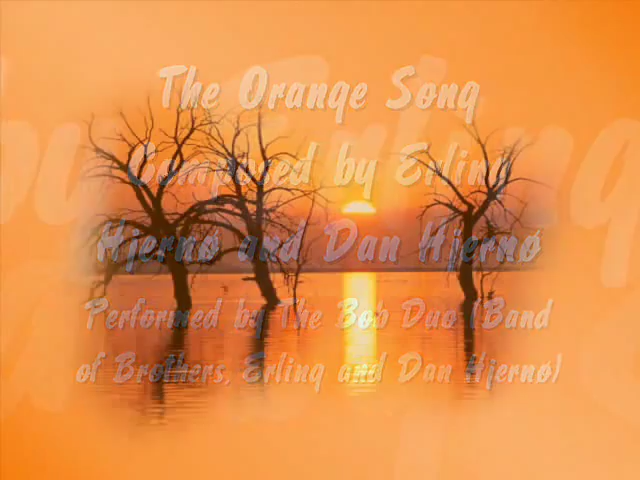 The Orange Song
Composed by Erling
Hjernø and Dan Hjernø
Performed by The Bob Duo (Band
of Brothers, Erling and Dan Hjernø)